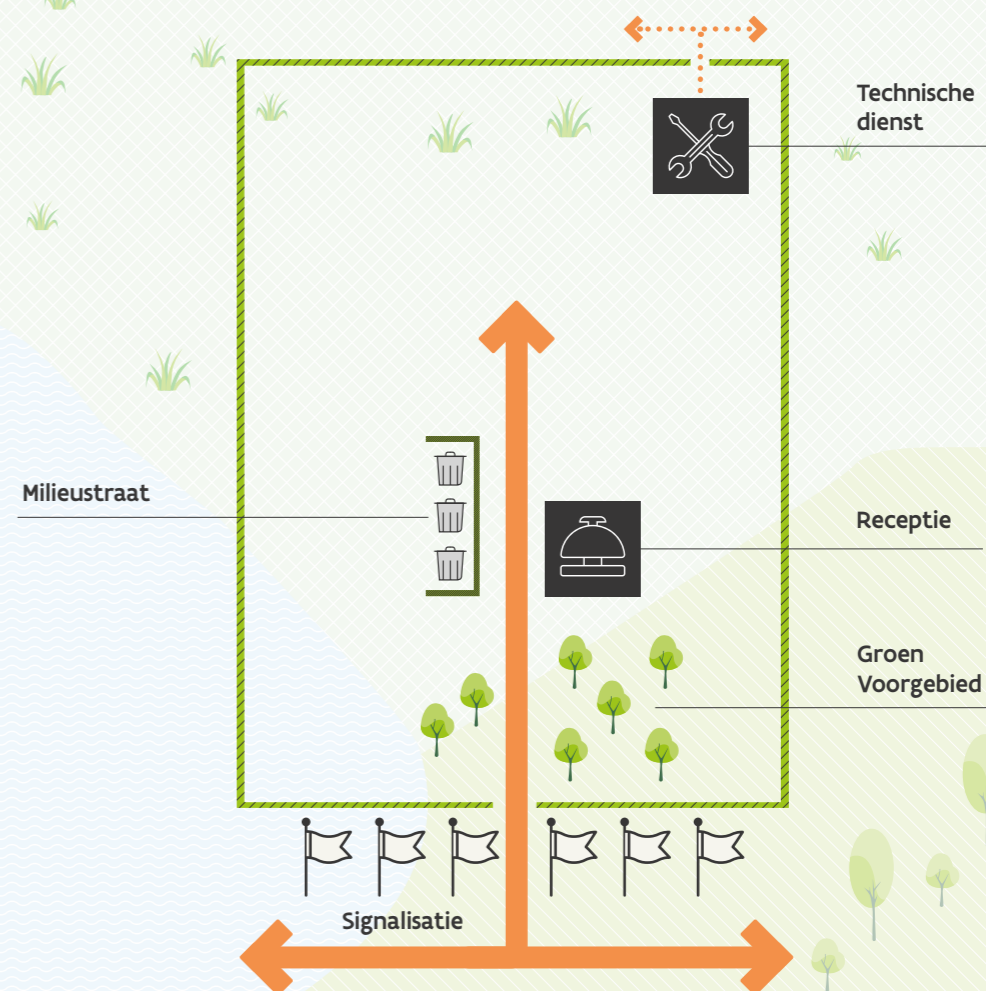 Technische
dienst
Milieustraat
Receptie
Groen
Voorgebied
Signalisatie